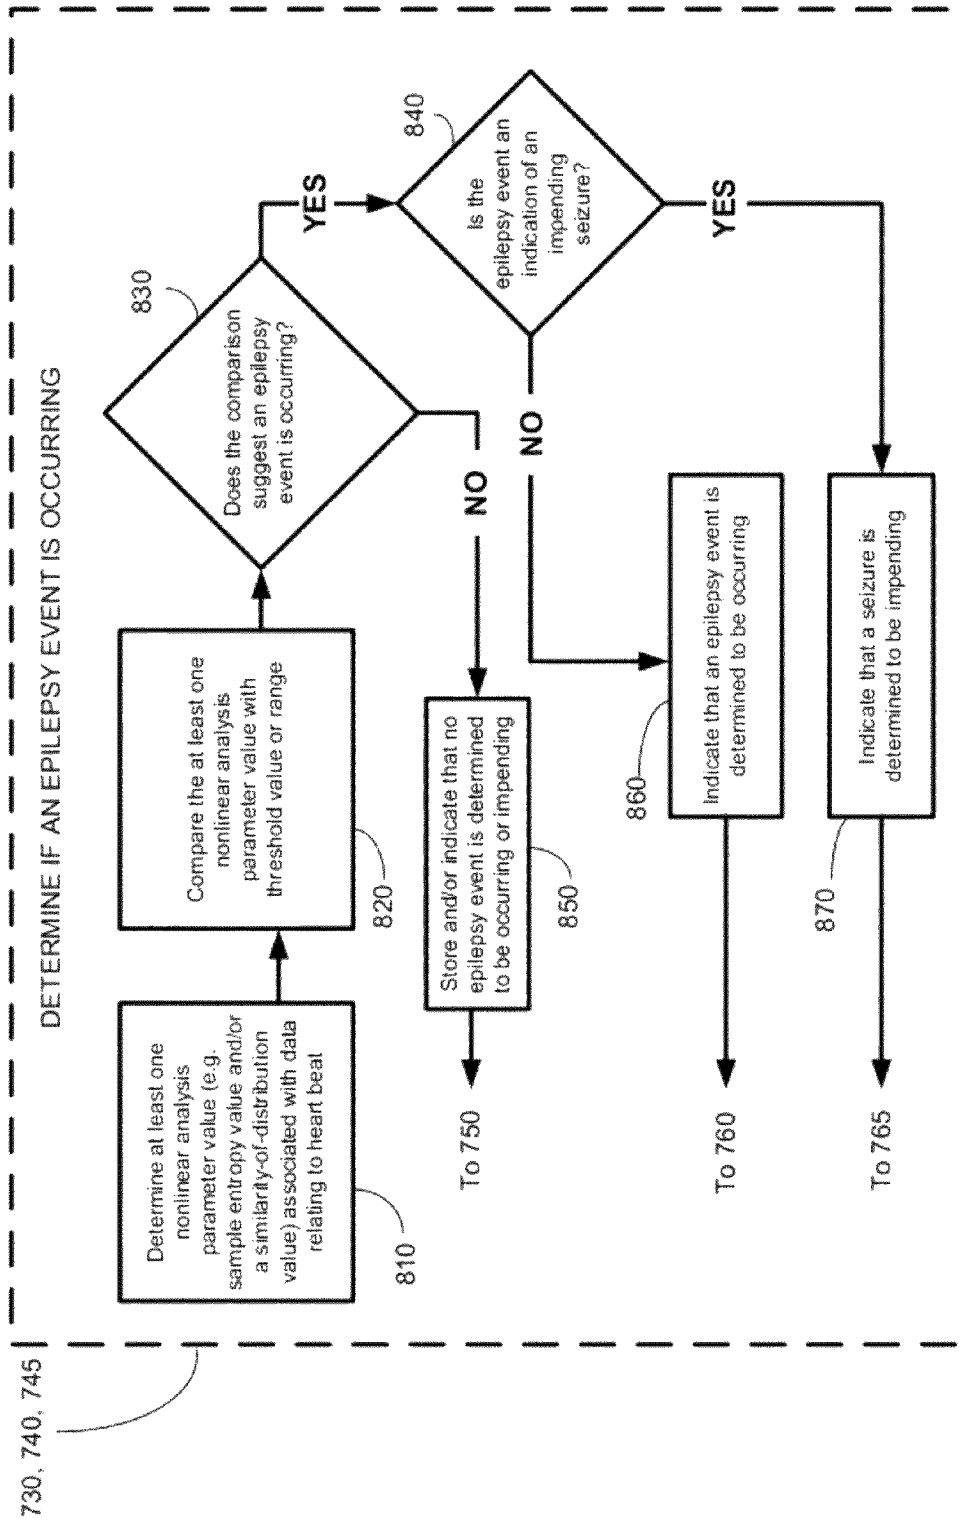 730, 740, 745
DETERMINE IF AN EPILEPSY EVENT IS OCCURRING
Determine at least one
nonlinear analysis
parameter value (e.g.
sample entropy value and/or
a similarity-of-distribution
value) associated with data
relating to heart beat
810
Compare the at least one
nonlinear analysis
parameter value with
threshold value or range
820
Does the comparison
suggest an epilepsy
event is occurring?
830
YES
NO
Is the
epilepsy event an
indication of an
impending
seizure?
840
NO
YES
Store and/or indicate that no
epilepsy event is determined
to be occurring or impending
850
To 750
Indicate that an epilepsy event is
determined to be occurring
860
To 760
Indicate that a seizure is
determined to be impending
870
To 765